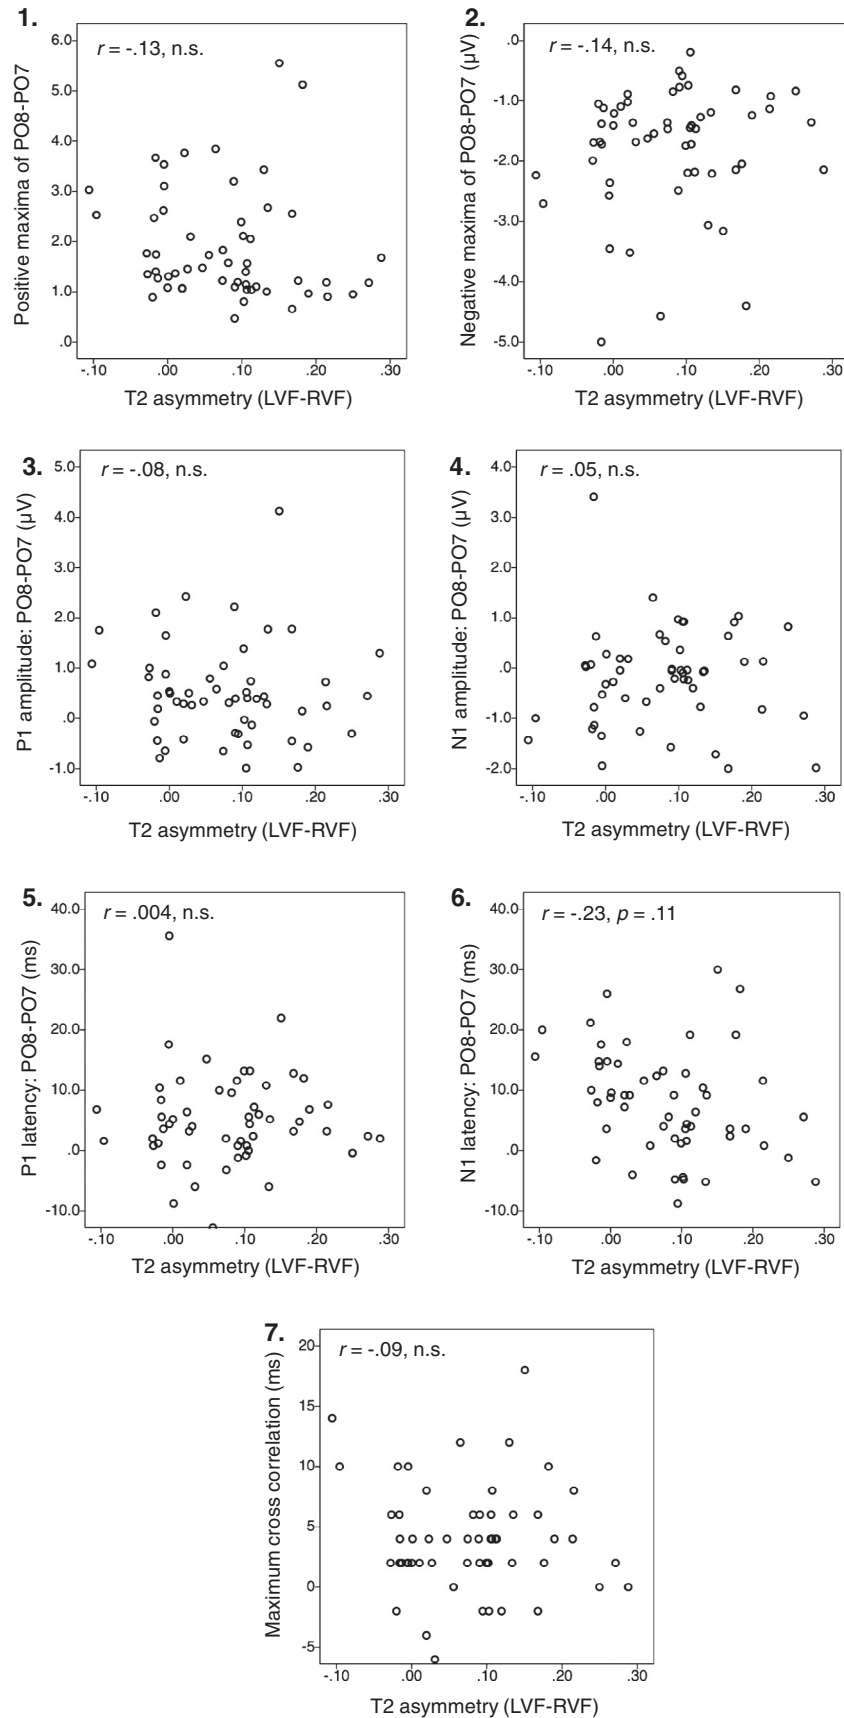 1.
r = -.13, n.s.
Positive maxima of PO8-PO7
6.0
5.0
4.0
3.0
2.0
1.0
.0
-.10 .00 .10 .20 .30
T2 asymmetry (LVF-RVF)
2.
r = -.14, n.s.
Negative maxima of PO8-PO7 (µV)
.0
-1.0
-2.0
-3.0
-4.0
-5.0
-.10 .00 .10 .20 .30
T2 asymmetry (LVF-RVF)
3.
r = -.08, n.s.
P1 amplitude: PO8-PO7 (µV)
5.0
4.0
3.0
2.0
1.0
.0
-1.0
-.10 .00 .10 .20 .30
T2 asymmetry (LVF-RVF)
4.
r = .05, n.s.
N1 amplitude: PO8-PO7 (µV)
4.0
3.0
2.0
1.0
.0
-1.0
-2.0
-.10 .00 .10 .20 .30
T2 asymmetry (LVF-RVF)
5.
r = .004, n.s.
P1 latency: PO8-PO7 (ms)
40.0
30.0
20.0
10.0
.0
-10.0
-.10 .00 .10 .20 .30
T2 asymmetry (LVF-RVF)
6.
r = -.23, p = .11
N1 latency: PO8-PO7 (ms)
40.0
30.0
20.0
10.0
.0
-10.0
-.10 .00 .10 .20 .30
T2 asymmetry (LVF-RVF)
7.
r = -.09, n.s.
Maximum cross correlation (ms)
20
15
10
5
0
-5
-.10 .00 .10 .20 .30
T2 asymmetry (LVF-RVF)